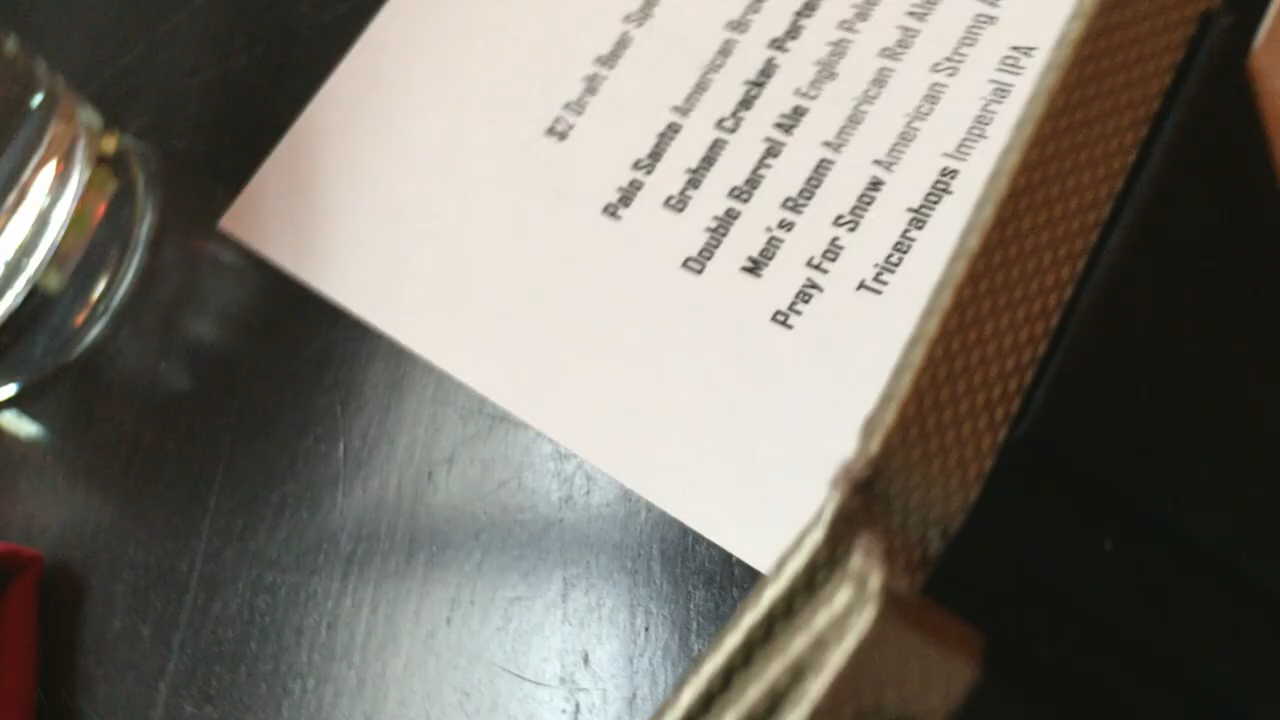 $2 Draft Beer
Palo Santo American
Graham Cracker Porter
Double Barrel Ale English Pale
Men's Room American Red Ale
Pray For Snow American Strong
Tricerahops Imperial IPA